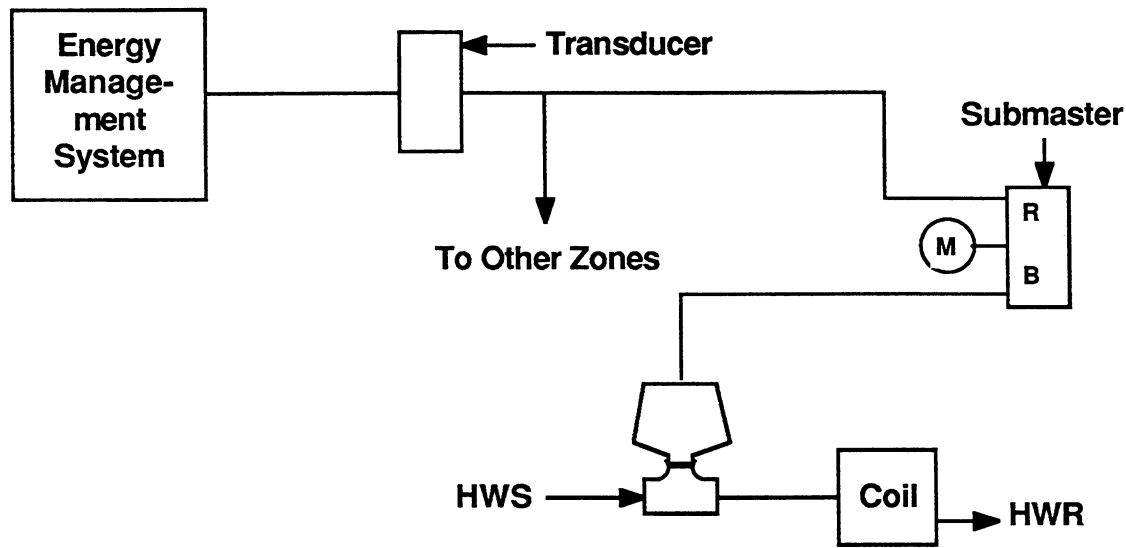 Energy
Manage-
ment
System
Transducer
Submaster
R
M
B
To Other Zones
HWS
Coil
HWR